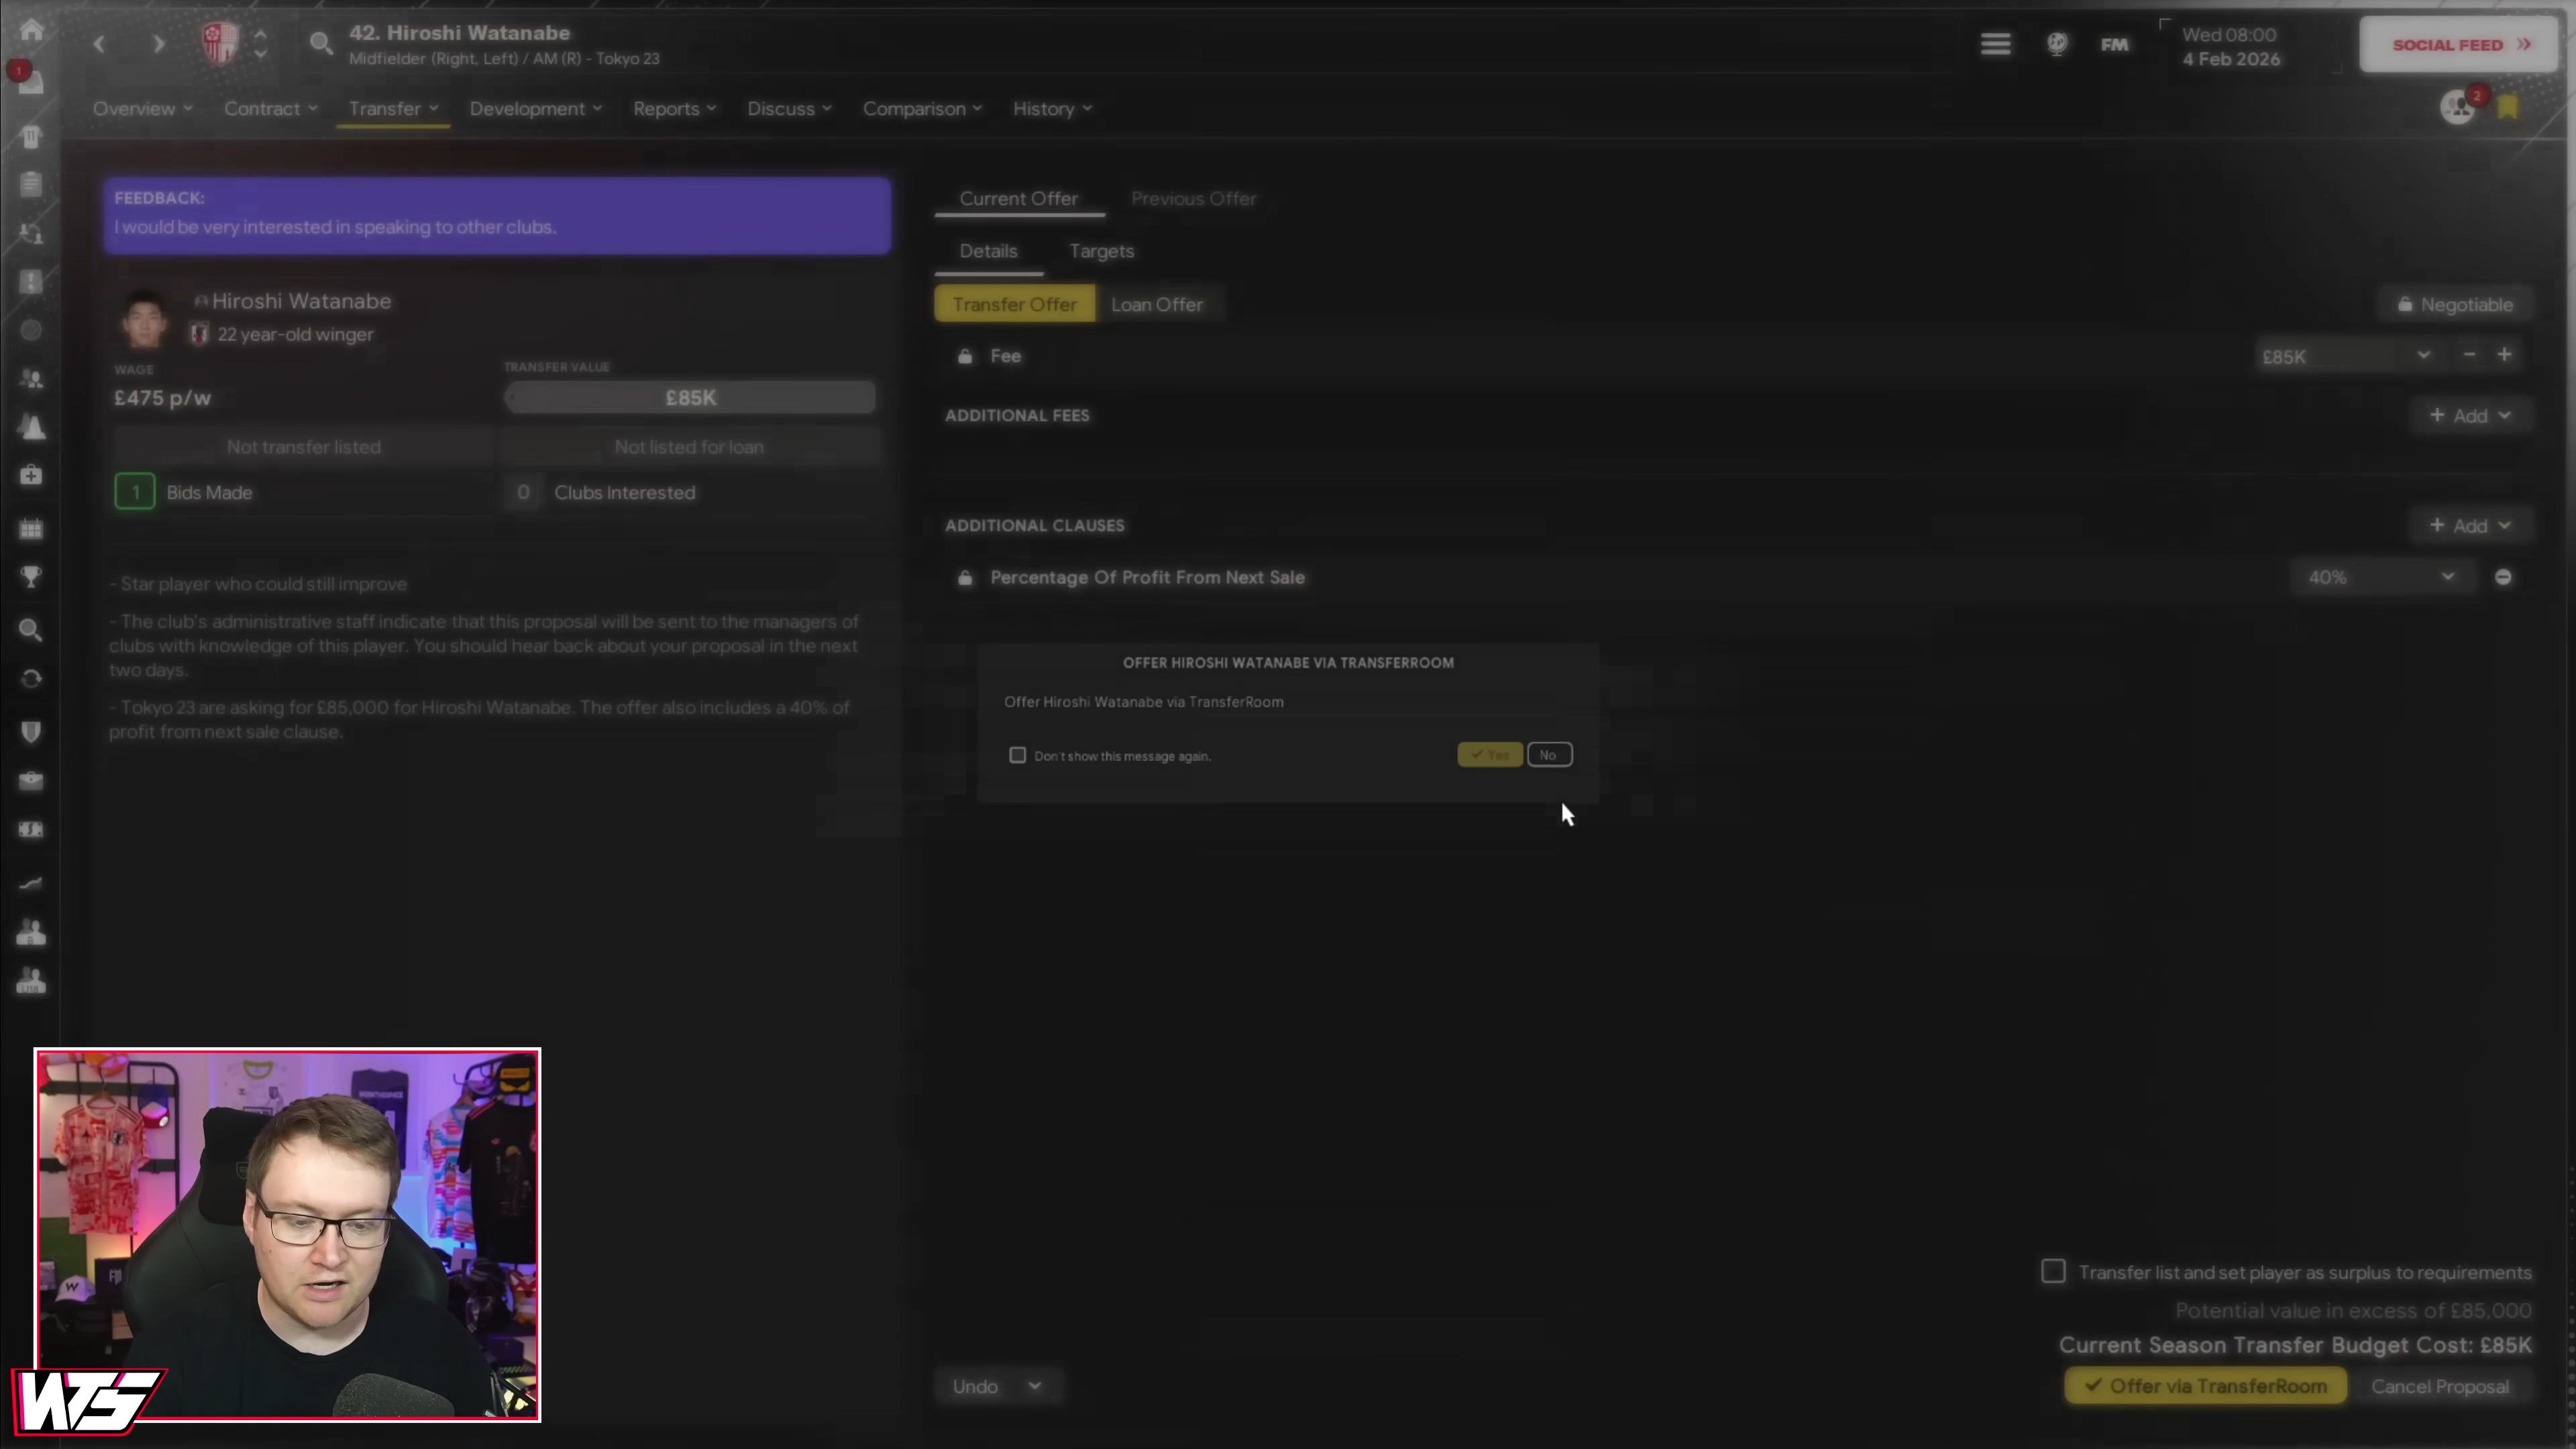 42. Hiroshi Watanabe
Midfielder (Right, Left) / AM (R) - Tokyo 23
FM
Wed 08:00
4 Feb 2026
SOCIAL FEED
1
Overview
Contract
Transfer
Development
Reports
Discuss
Comparison
History
2
FEEDBACK:
I would be very interested in speaking to other clubs.
Hiroshi Watanabe
22 year-old winger
WAGE
TRANSFER VALUE
£475 p/w
£85K
Not transfer listed
Not listed for loan
1 Bids Made
0 Clubs Interested
- Star player who could still improve
- The club's administrative staff indicate that this proposal will be sent to the managers of
clubs with knowledge of this player. You should hear back about your proposal in the next
two days.
- Tokyo 23 are asking for £85,000 for Hiroshi Watanabe. The offer also includes a 40% of
profit from next sale clause.
Current Offer
Previous Offer
Details
Targets
Transfer Offer
Loan Offer
Negotiable
Fee
£85K
ADDITIONAL FEES
+ Add
ADDITIONAL CLAUSES
+ Add
Percentage Of Profit From Next Sale
40%
OFFER HIROSHI WATANABE VIA TRANSFERROOM
Offer Hiroshi Watanabe via TransferRoom
Don't show this message again.
Yes
No
Transfer list and set player as surplus to requirements
Potential value in excess of £85,000
Current Season Transfer Budget Cost: £85K
Undo
Offer via TransferRoom
Cancel Proposal
WTS